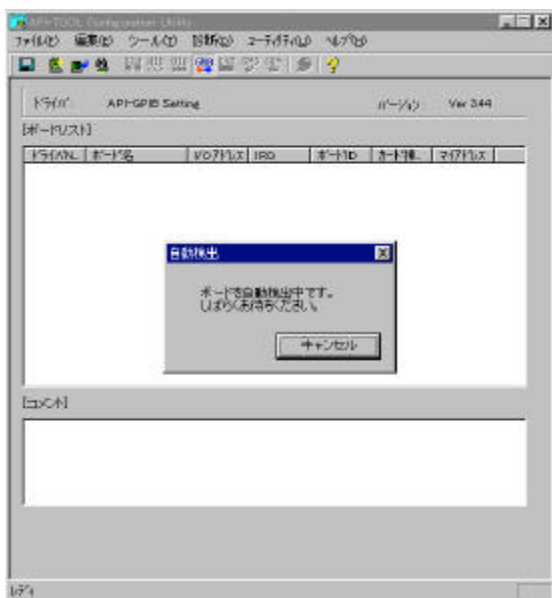 API-TOOL Configuration Utility
ファイル(F) 編集(E) ツール(T) 診断(D) ユーティリティ(U) ヘルプ(H)
ドライバ: API-GPIB Setting バージョン: Ver 3.44
[ボードリスト]
ドライバN... ボード名 I/Oアドレス IRQ ボードID カード種... マイアドレス
自動検出
ボードを自動検出中です。
しばらくお待ちください。
キャンセル
[コメント]
レディ